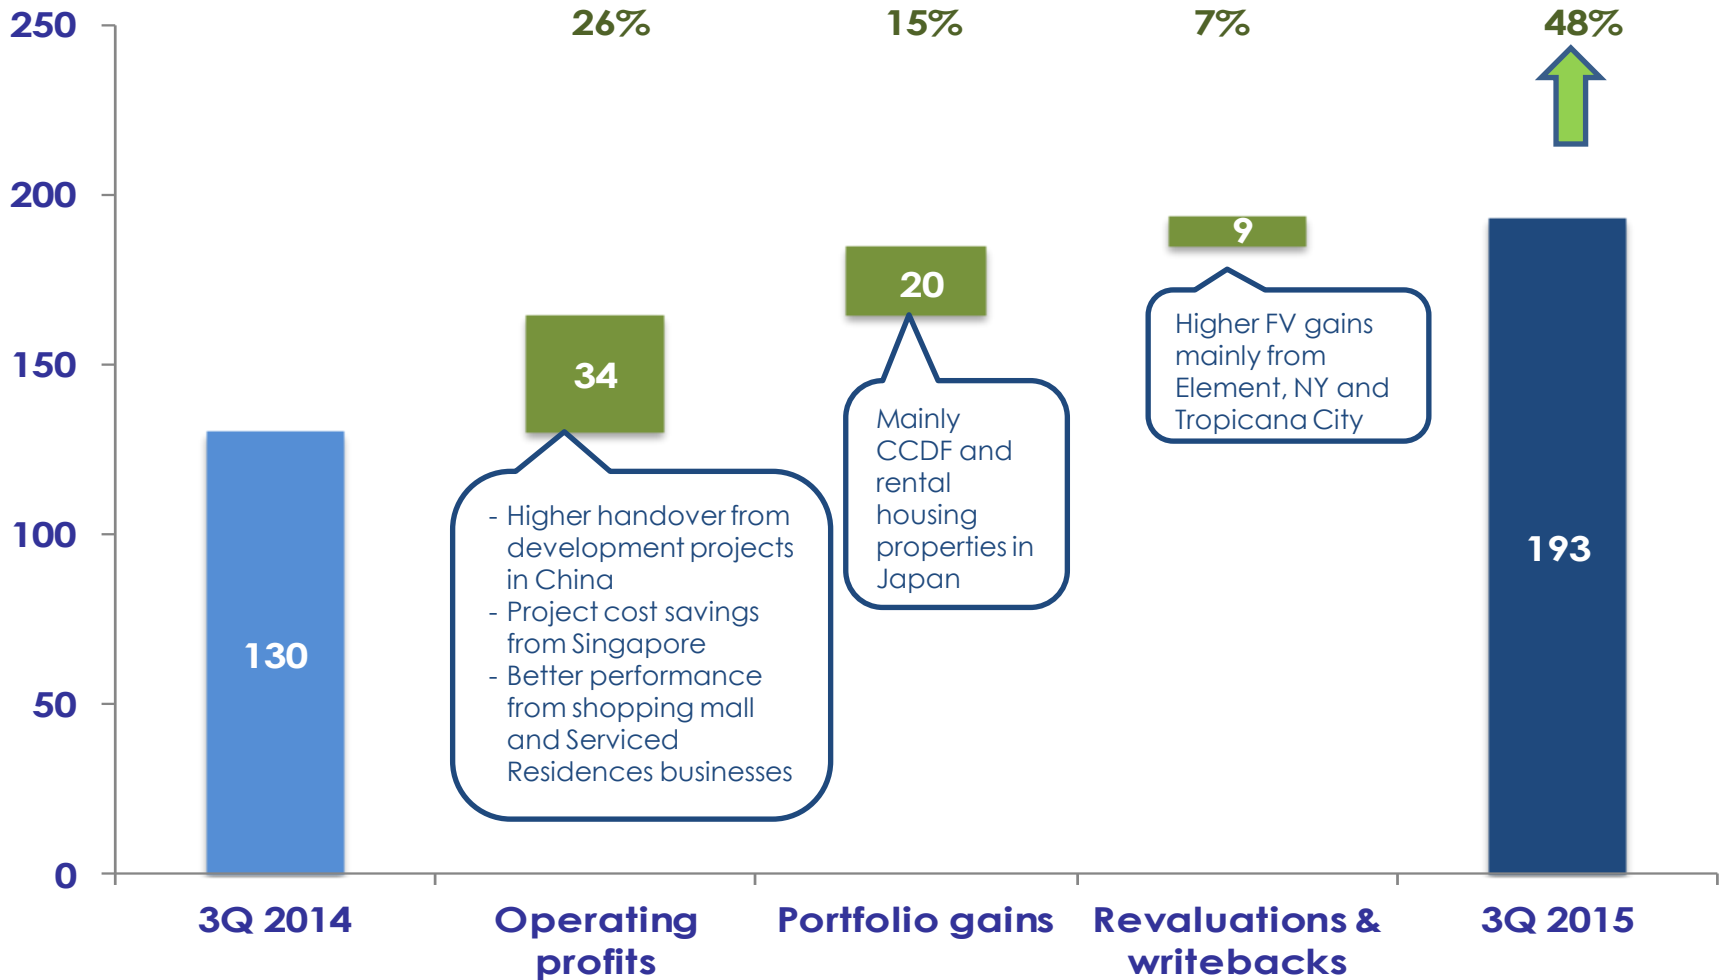 26% 15% 7% 48%
250
200
150
100
50
0
130
34
20
9
193
- Higher handover from
development projects
in China
- Project cost savings
from Singapore
- Better performance
from shopping mall
and Serviced
Residences businesses
Mainly
CCDF and
rental
housing
properties in
Japan
Higher FV gains
mainly from
Element, NY and
Tropicana City
3Q 2014
Operating
profits
Portfolio gains
Revaluations &
writebacks
3Q 2015